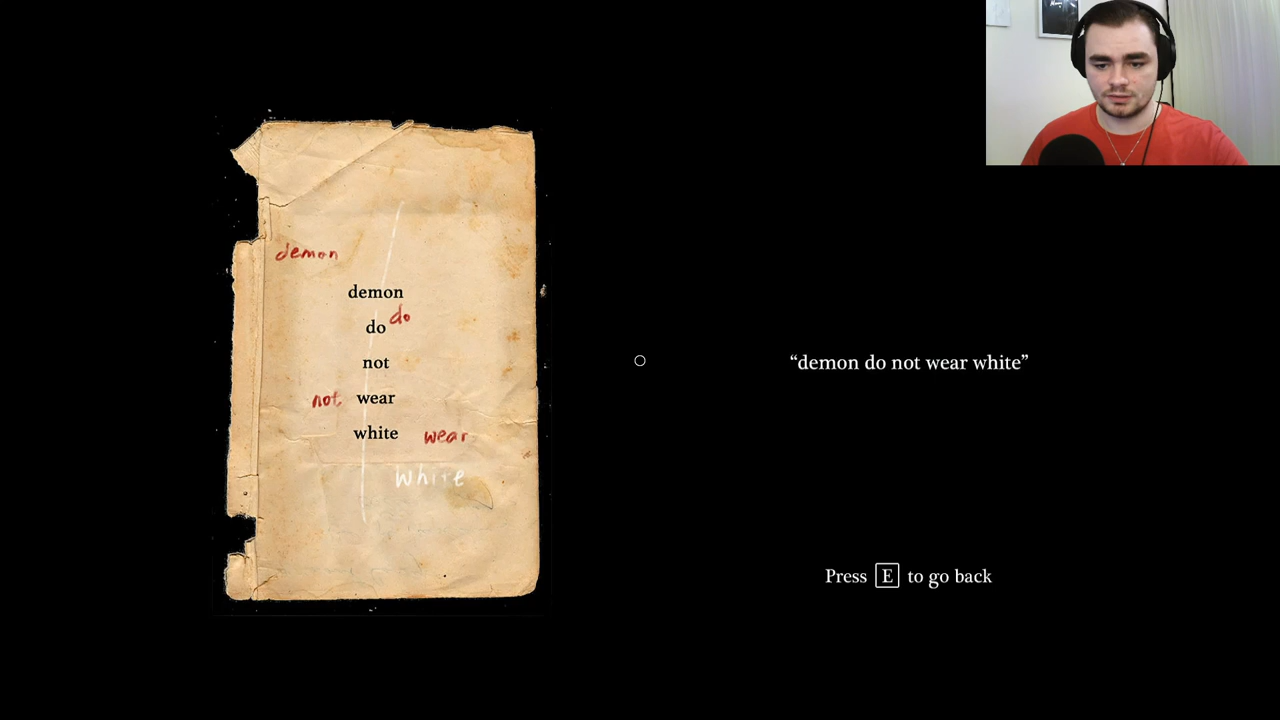 demon
demon
do
do
not
not
wear
wear
white
white
“demon do not wear white”
Press E to go back